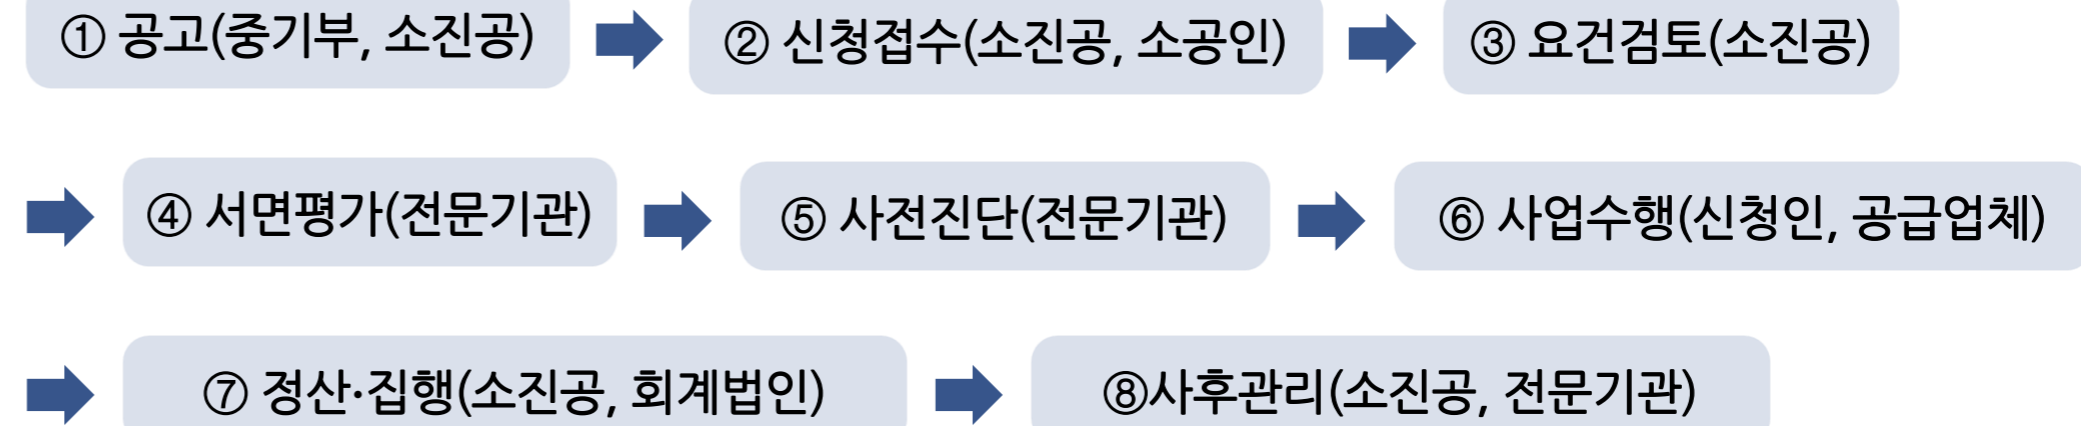 ① 공고(중기부, 소진공)
② 신청접수(소진공, 소공인)
③ 요건검토(소진공)
④ 서면평가(전문기관)
⑤ 사전진단(전문기관)
⑥ 사업수행(신청인, 공급업체)
⑦ 정산·집행(소진공, 회계법인)
⑧사후관리(소진공, 전문기관)